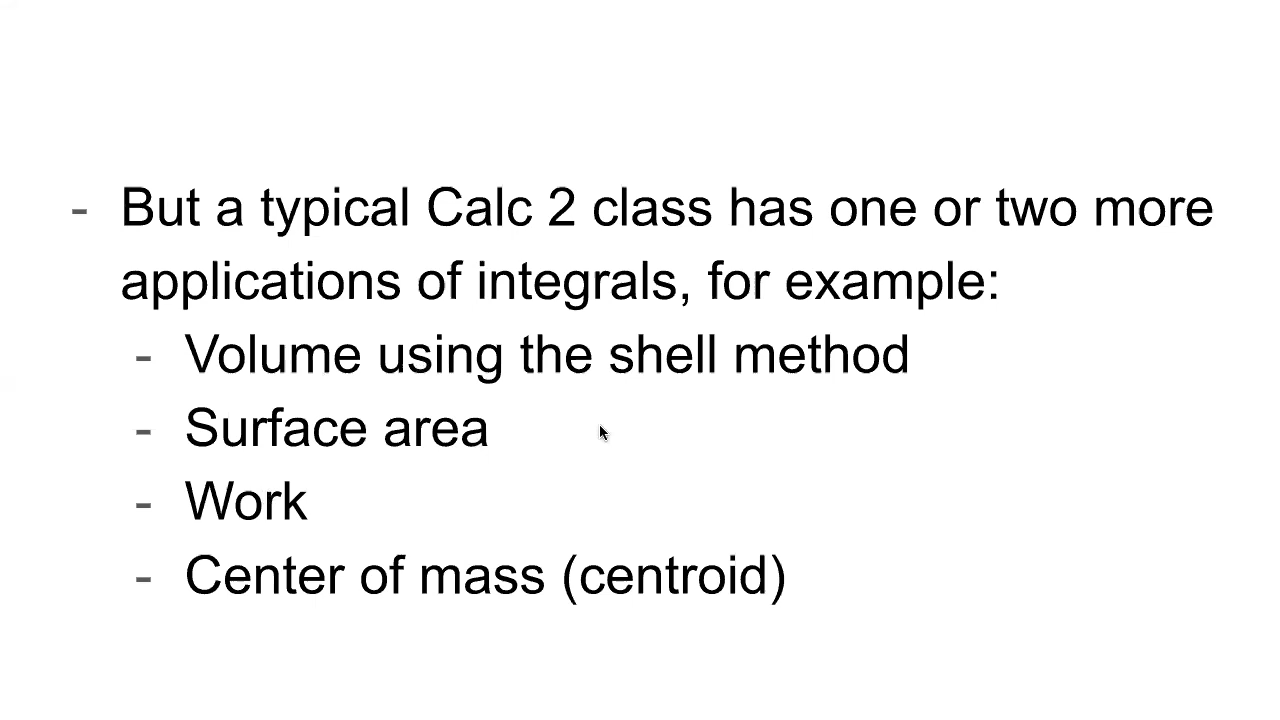 - But a typical Calc 2 class has one or two more
applications of integrals, for example:
- Volume using the shell method
- Surface area
- Work
- Center of mass (centroid)